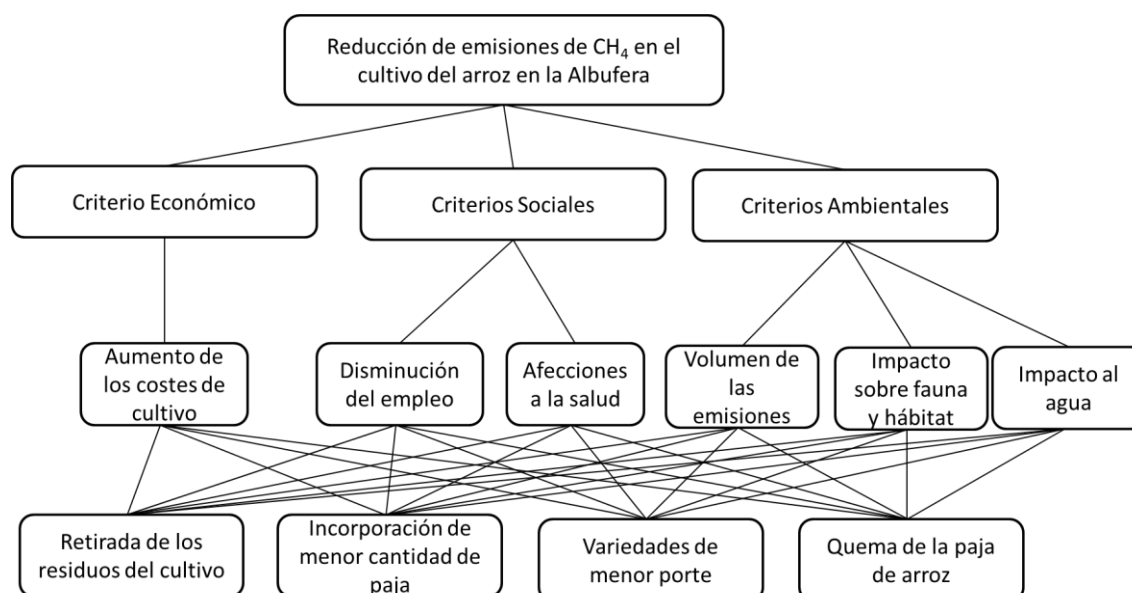 Reducción de emisiones de CH₄ en el
cultivo del arroz en la Albufera
Criterio Económico
Criterios Sociales
Criterios Ambientales
Aumento de
los costes de
cultivo
Disminución
del empleo
Afecciones
a la salud
Volumen de
las
emisiones
Impacto
sobre fauna
y hábitat
Impacto al
agua
Retirada de los
residuos del cultivo
Incorporación de
menor cantidad de
paja
Variedades de
menor porte
Quema de la paja
de arroz